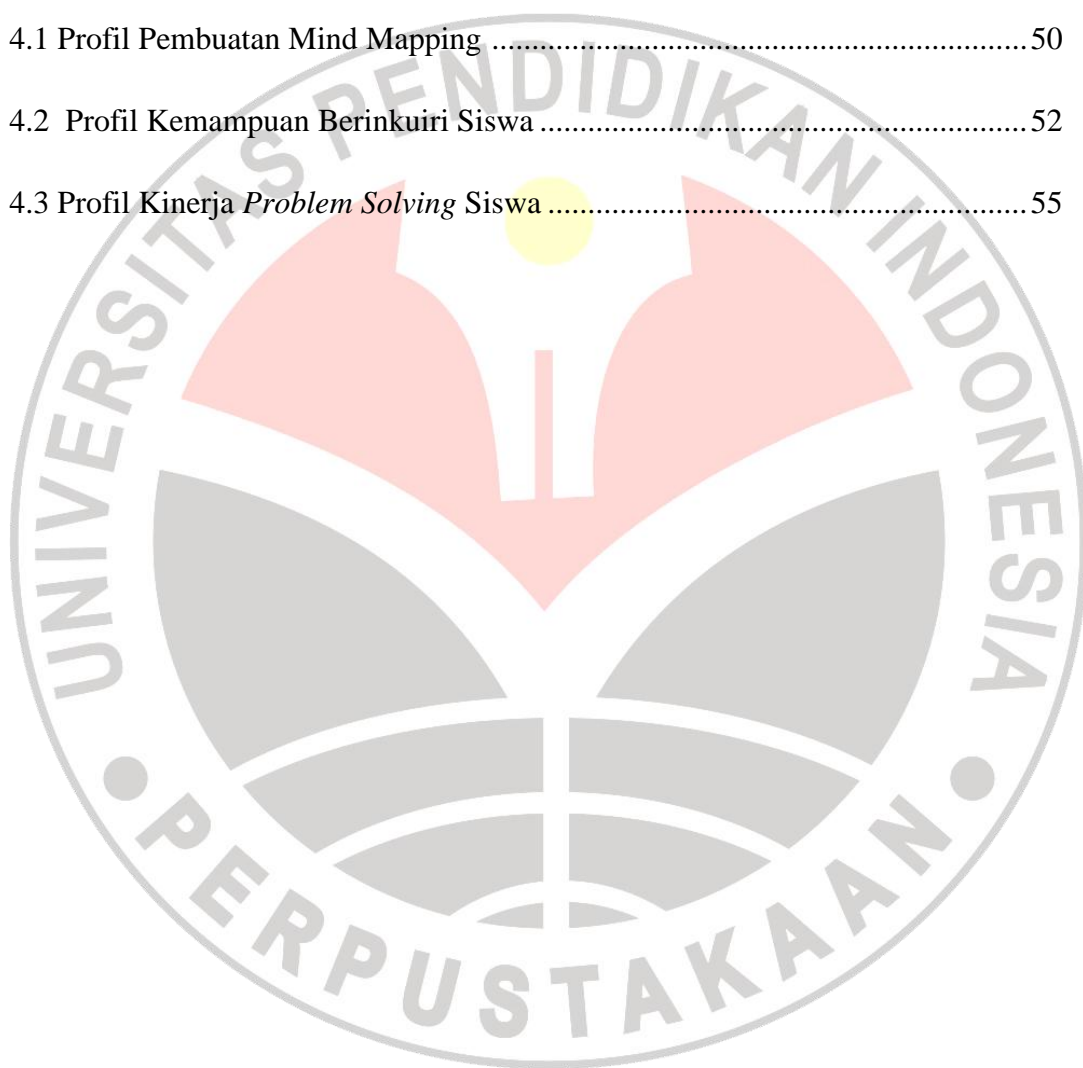 4.1 Profil Pembuatan Mind Mapping ..................................................................50
4.2  Profil Kemampuan Berinkuiri Siswa ............................................................52
4.3 Profil Kinerja Problem Solving Siswa ...........................................................55
UNIVERSITAS PENDIDIKAN INDONESIA
PERPUSTAKAAN